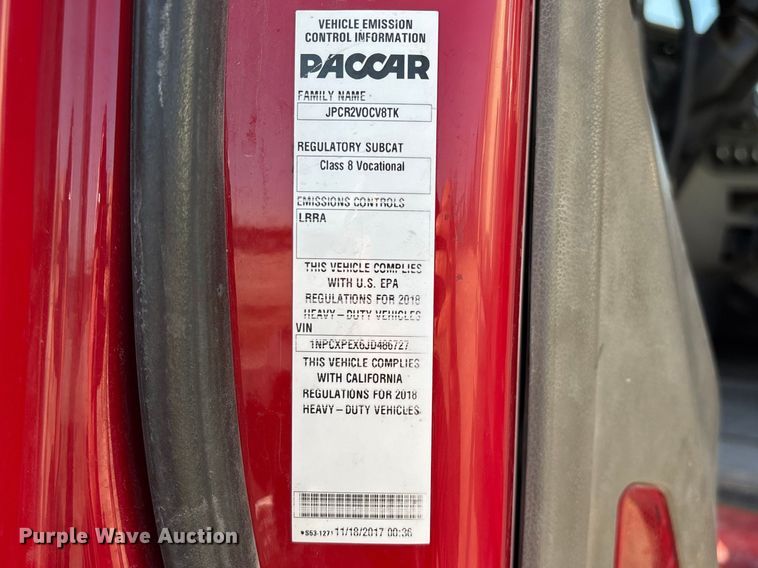 VEHICLE EMISSION
CONTROL INFORMATION
PACCAR
FAMILY NAME
JPCR2VOCV8TK
REGULATORY SUBCAT
Class 8 Vocational
EMISSIONS CONTROLS
LRRA
THIS VEHICLE COMPLIES
WITH U.S. EPA
REGULATIONS FOR 2018
HEAVY-DUTY VEHICLES
VIN
1NPCXPEX6JD486727
THIS VEHICLE COMPLIES
WITH CALIFORNIA
REGULATIONS FOR 2018
HEAVY-DUTY VEHICLES
*S53-1271 11/18/2017 00:36
Purple Wave Auction